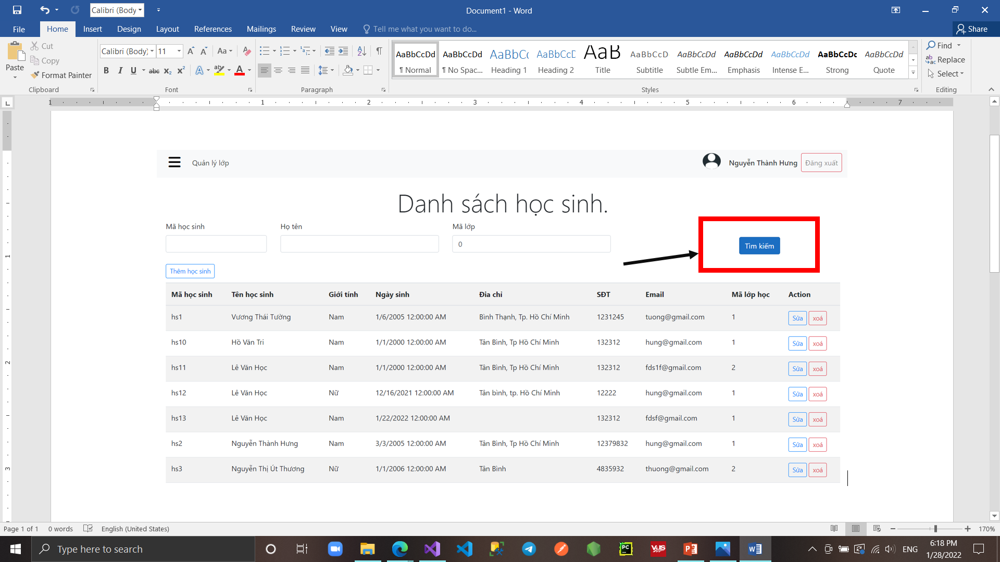 Calibri (Body
Document1 - Word
File Home Insert Design Layout References Mailings Review View Tell me what you want to do... Share
Paste
Cut
Copy
Format Painter
Clipboard
Calibri (Body) 11
Font
Paragraph
AaBbCcDd AaBbCcDd AaBbCc AaBbCcD AaB AaBbCcD AaBbCcDd AaBbCcDd AaBbCcDd AaBbCcDc AaBbCcDd
¶ Normal ¶ No Spac... Heading 1 Heading 2 Title Subtitle Subtle Em... Emphasis Intense E... Strong Quote
Styles
Find
Replace
Select
Editing
1 1 2 3 4 5 6 7
Quản lý lớp Nguyễn Thành Hưng Đăng xuất
Danh sách học sinh.
Mã học sinh Họ tên Mã lớp
0 Tìm kiếm
Thêm học sinh
Mã học sinh Tên học sinh Giới tính Ngày sinh Đia chỉ SĐT Email Mã lớp học Action
hs1 Vương Thái Tường Nam 1/6/2005 12:00:00 AM Bình Thạnh, Tp. Hồ Chí Minh 1231245 tuong@gmail.com 1 Sửa xoá
hs10 Hồ Văn Tri Nam 1/1/2000 12:00:00 AM Tân Bình, Tp Hồ Chí Minh 132312 hung@gmail.com 1 Sửa xoá
hs11 Lê Văn Học Nam 1/1/2000 12:00:00 AM Tân Bình, Tp Hồ Chí Minh 132312 fds1f@gmail.com 2 Sửa xoá
hs12 Lê Văn Học Nữ 12/16/2021 12:00:00 AM Tân bình, tp. Hồ Chí Minh 12222 hung@gmail.com 1 Sửa xoá
hs13 Lê Văn Học Nam 1/22/2022 12:00:00 AM 132312 fdsf@gmail.com 1 Sửa xoá
hs2 Nguyễn Thành Hưng Nam 3/3/2005 12:00:00 AM Tân Bình, Tp Hồ Chí Minh 12379832 hung@gmail.com 1 Sửa xoá
hs3 Nguyễn Thị Út Thương Nữ 1/1/2006 12:00:00 AM Tân Bình 4835932 thuong@gmail.com 2 Sửa xoá
Page 1 of 1 0 words English (United States) 170%
Type here to search
ENG
6:18 PM
1/28/2022